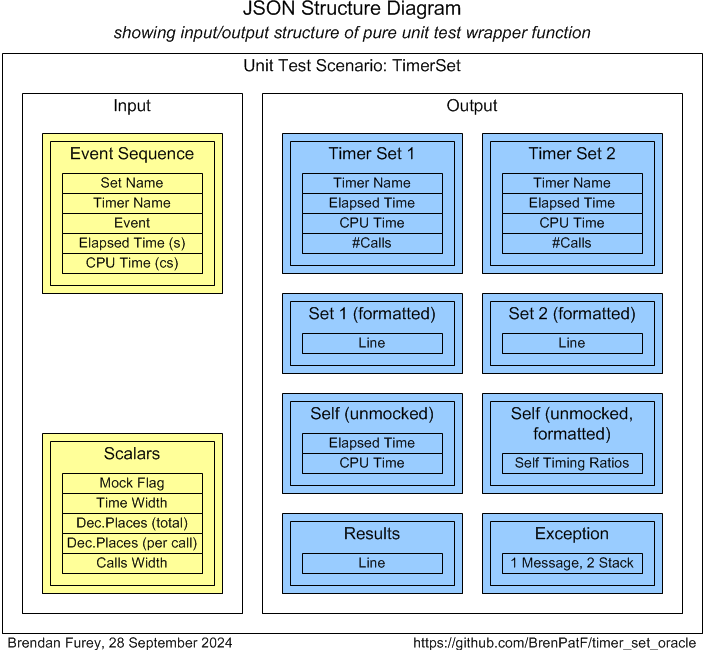 JSON Structure Diagram
showing input/output structure of pure unit test wrapper function
Unit Test Scenario: TimerSet
Input
Event Sequence
Set Name
Timer Name
Event
Elapsed Time (s)
CPU Time (cs)
Scalars
Mock Flag
Time Width
Dec.Places (total)
Dec.Places (per call)
Calls Width
Output
Timer Set 1
Timer Name
Elapsed Time
CPU Time
#Calls
Timer Set 2
Timer Name
Elapsed Time
CPU Time
#Calls
Set 1 (formatted)
Line
Set 2 (formatted)
Line
Self (unmocked)
Elapsed Time
CPU Time
Self (unmocked,
formatted)
Self Timing Ratios
Results
Line
Exception
1 Message, 2 Stack
Brendan Furey, 28 September 2024
https://github.com/BrenPatF/timer_set_oracle